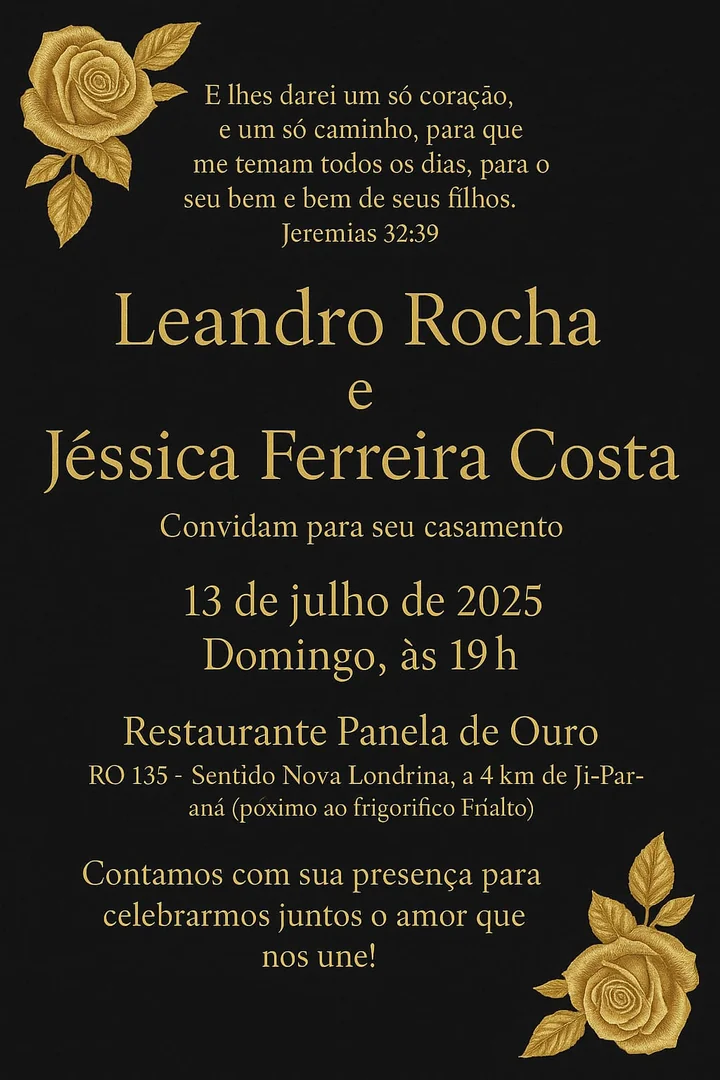 E lhes darei um só coração,
e um só caminho, para que
me temam todos os dias, para o
seu bem e bem de seus filhos.
Jeremias 32:39
Leandro Rocha
e
Jéssica Ferreira Costa
Convidam para seu casamento
13 de julho de 2025
Domingo, às 19 h
Restaurante Panela de Ouro
RO 135 - Sentido Nova Londrina, a 4 km de Ji-Par-
aná (póximo ao frigorifico Fríalto)
Contamos com sua presença para
celebrarmos juntos o amor que
nos une!